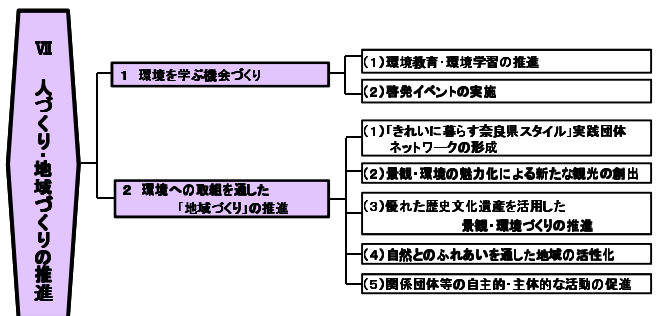 Ⅶ 人づくり・地域づくりの推進
1 環境を学ぶ機会づくり
(1)環境教育・環境学習の推進
(2)啓発イベントの実施
2 環境への取組を通した
「地域づくり」の推進
(1)「きれいに暮らす奈良県スタイル」実践団体
ネットワークの形成
(2)景観・環境の魅力化による新たな観光の創出
(3)優れた歴史文化遺産を活用した
景観・環境づくりの推進
(4)自然とのふれあいを通した地域の活性化
(5)関係団体等の自主的・主体的な活動の促進